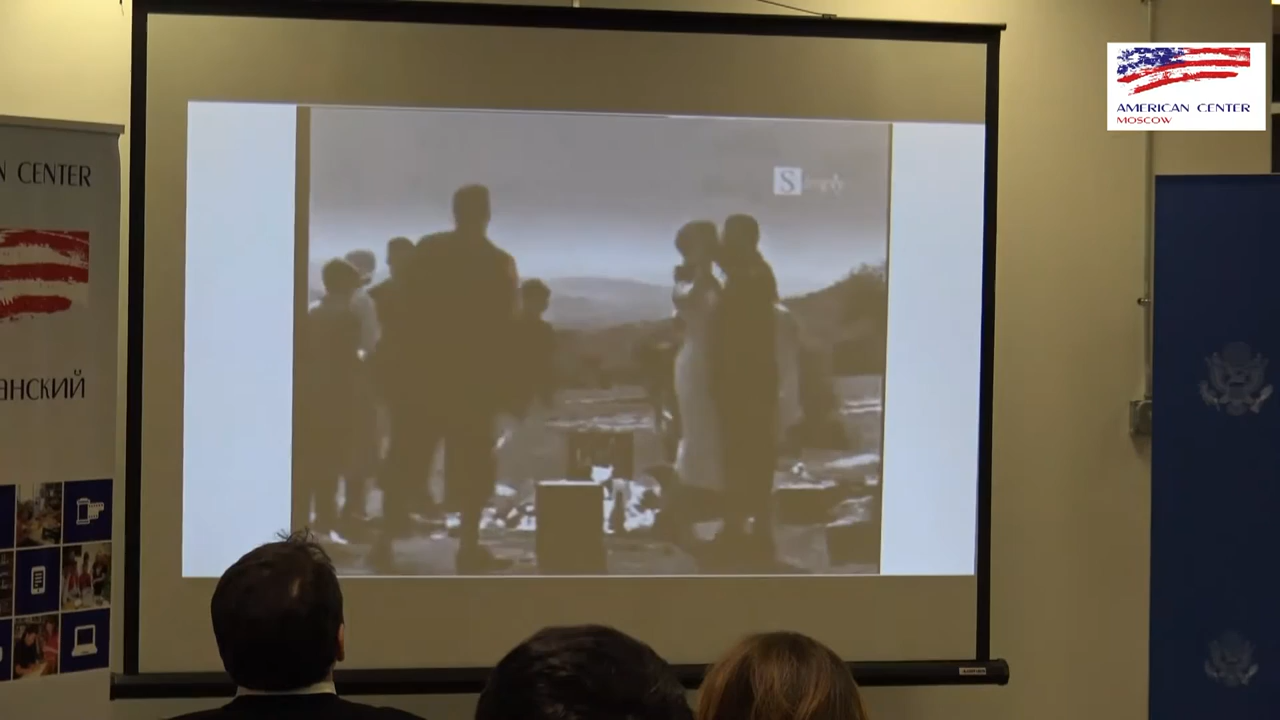 N CENTER
анский
S
AMERICAN CENTER
MOSCOW